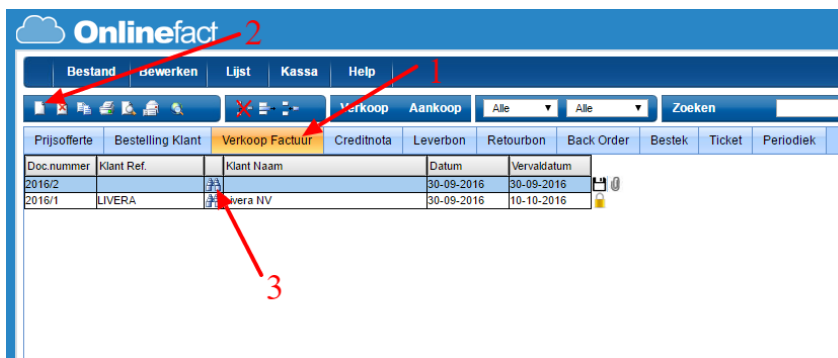 Onlinefact
2
Bestand Bewerken Lijst Kassa Help
1
Verkoop Aankoop Alle Alle Zoeken
Prijsofferte Bestelling Klant Verkoop Factuur Creditnota Leverbon Retourbon Back Order Bestek Ticket Periodiek
Doc.nummer Klant Ref. Klant Naam Datum Vervaldatum
2016/2 30-09-2016 30-09-2016
2016/1 LIVERA Livera NV 30-09-2016 10-10-2016
3